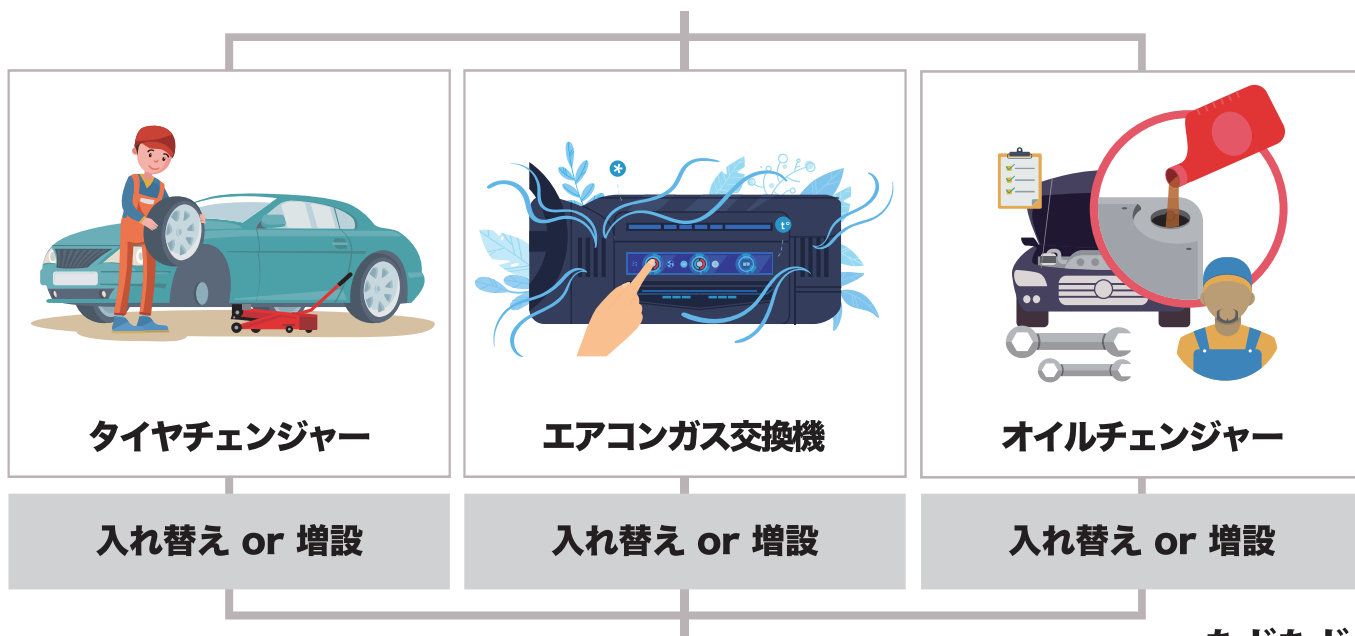 タイヤチェンジャー
エアコンガス交換機
オイルチェンジャー
入れ替え or 増設
入れ替え or 増設
入れ替え or 増設